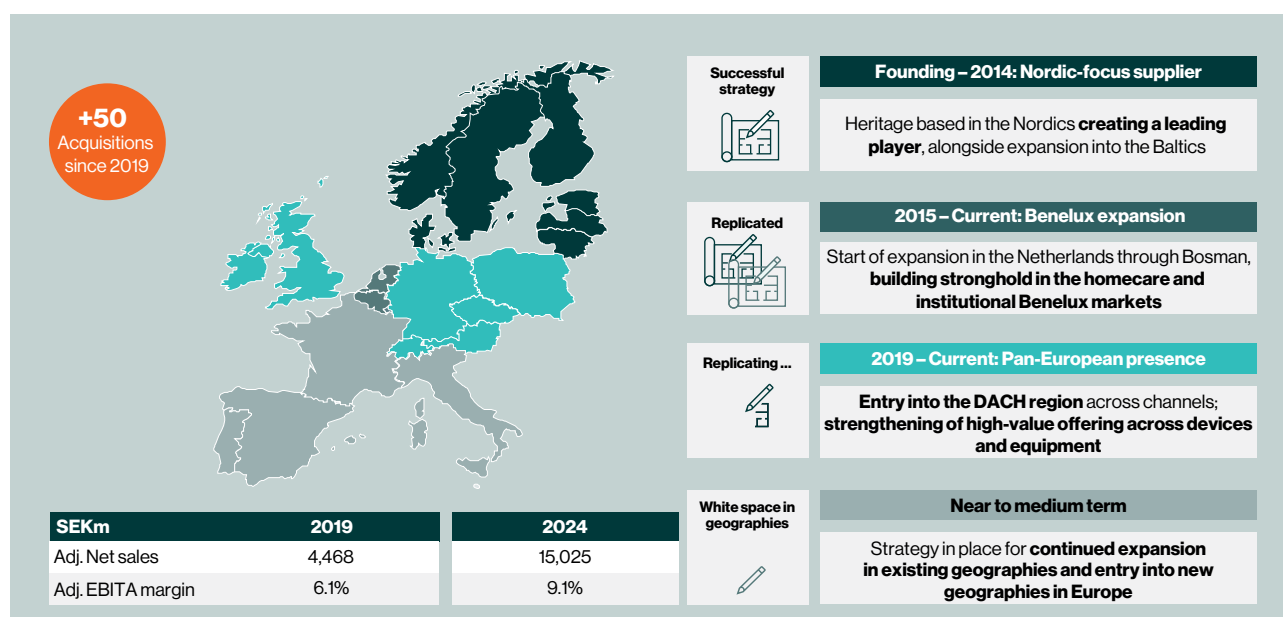 +50
Acquisitions
since 2019
SEKm 2019 2024
Adj. Net sales 4,468 15,025
Adj. EBITA margin 6.1% 9.1%
Successful
strategy
Founding – 2014: Nordic-focus supplier
Heritage based in the Nordics creating a leading
player, alongside expansion into the Baltics
Replicated
2015 – Current: Benelux expansion
Start of expansion in the Netherlands through Bosman,
building stronghold in the homecare and
institutional Benelux markets
Replicating ...
2019 – Current: Pan-European presence
Entry into the DACH region across channels;
strengthening of high-value offering across devices
and equipment
White space in
geographies
Near to medium term
Strategy in place for continued expansion
in existing geographies and entry into new
geographies in Europe